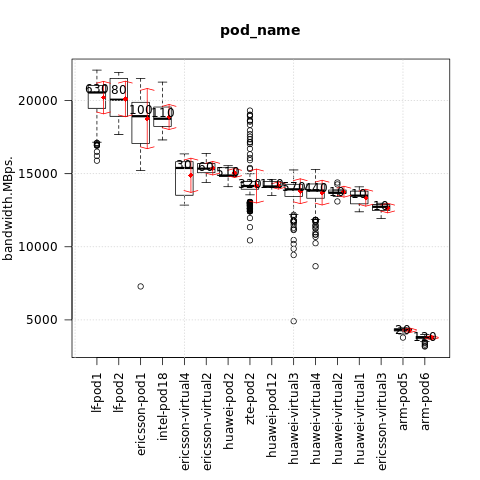 pod_name
bandwidth.MBps.
20000
15000
10000
5000
630
80
100
110
30
60
510
320
110
570
140
10
10
10
20
120
lf-pod1
lf-pod2
ericsson-pod1
intel-pod18
ericsson-virtual4
ericsson-virtual2
huawei-pod2
zte-pod2
huawei-pod12
huawei-virtual3
huawei-virtual4
huawei-virtual2
huawei-virtual1
ericsson-virtual3
arm-pod5
arm-pod6